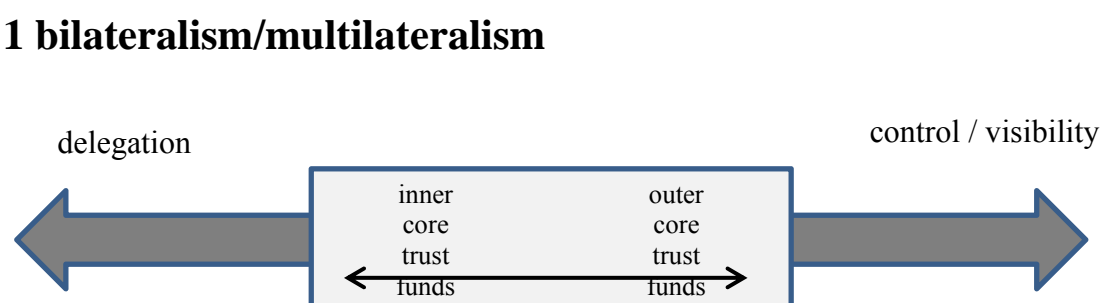 1 bilateralism/multilateralism
delegation
control / visibility
inner
core
trust
funds
outer
core
trust
funds